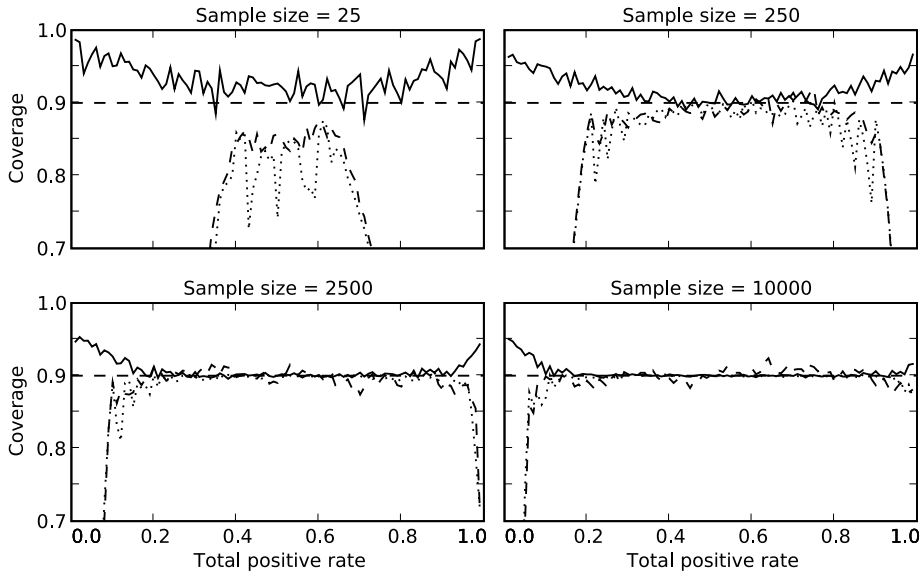 Sample size = 25
Sample size = 250
1.0
0.9
0.8
0.7
Coverage
Sample size = 2500
Sample size = 10000
1.0
0.9
0.8
0.7
Coverage
0.0 0.2 0.4 0.6 0.8 1.0
0.0 0.2 0.4 0.6 0.8 1.0
Total positive rate
Total positive rate